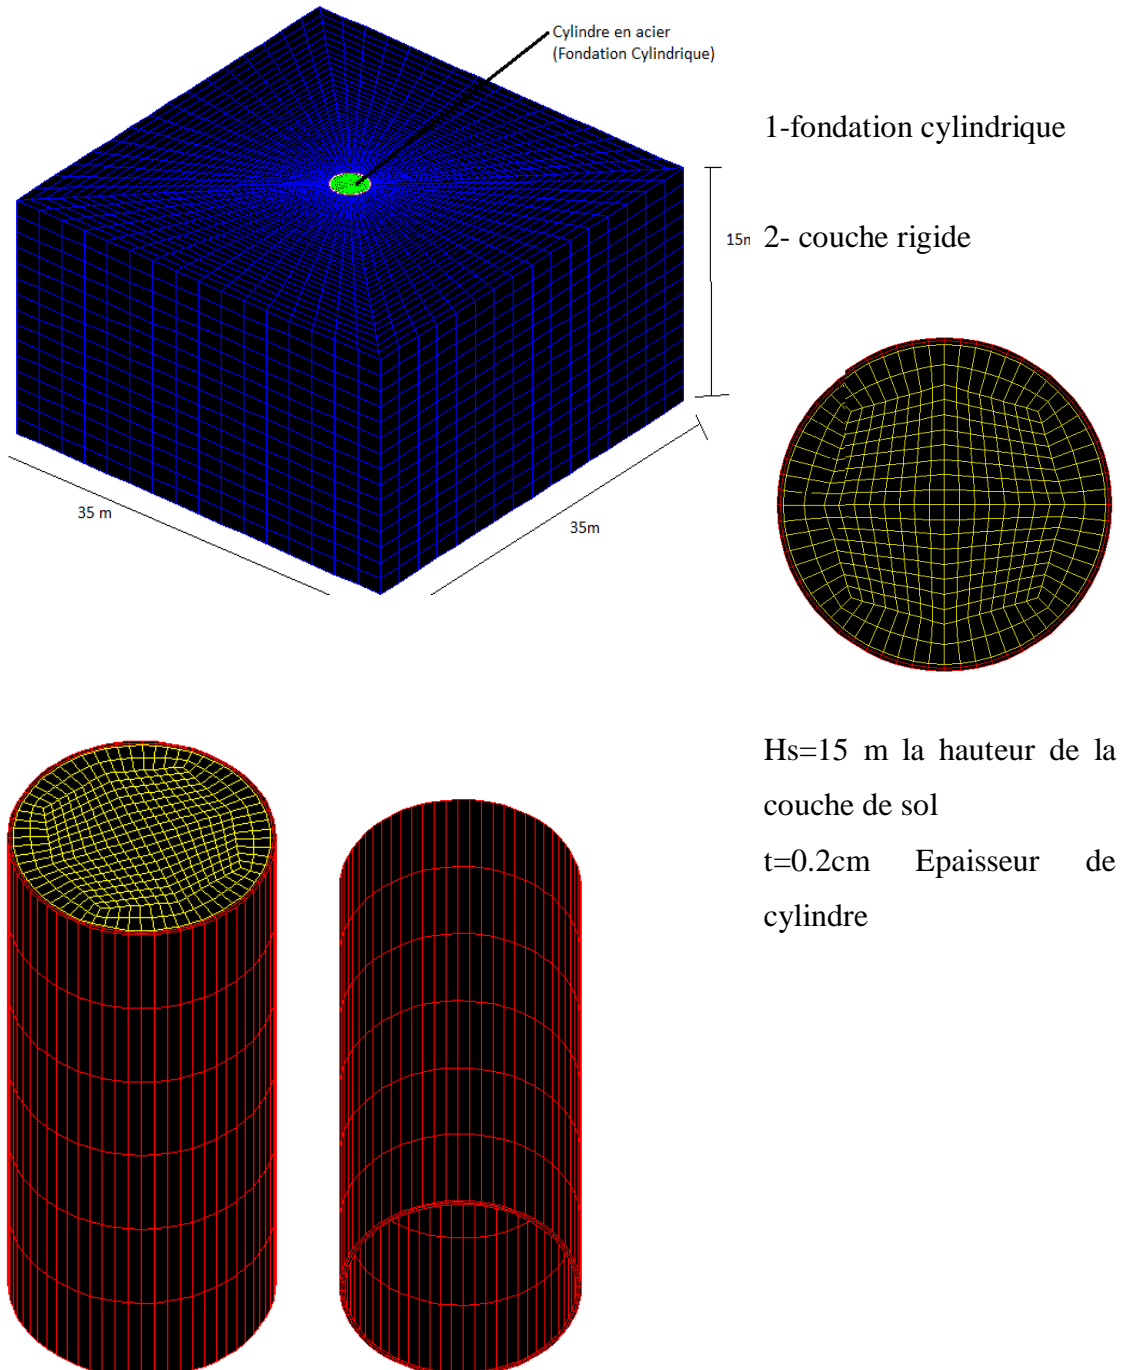 Cylindre en acier
(Fondation Cylindrique)
1-fondation cylindrique
15m
2- couche rigide
35 m
35m
Hs=15 m la hauteur de la
couche de sol
t=0.2cm Epaisseur de
cylindre